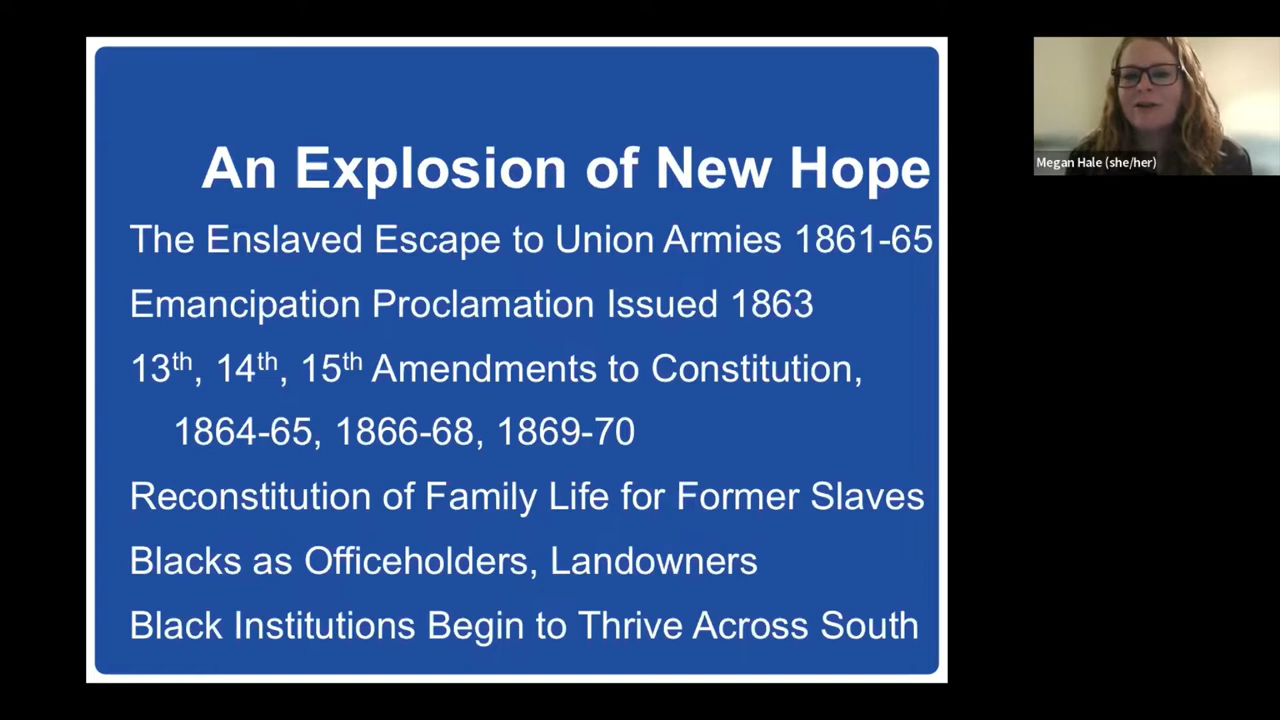 An Explosion of New Hope
The Enslaved Escape to Union Armies 1861-65
Emancipation Proclamation Issued 1863
13th, 14th, 15th Amendments to Constitution,
1864-65, 1866-68, 1869-70
Reconstitution of Family Life for Former Slaves
Blacks as Officeholders, Landowners
Black Institutions Begin to Thrive Across South
Megan Hale (she/her)